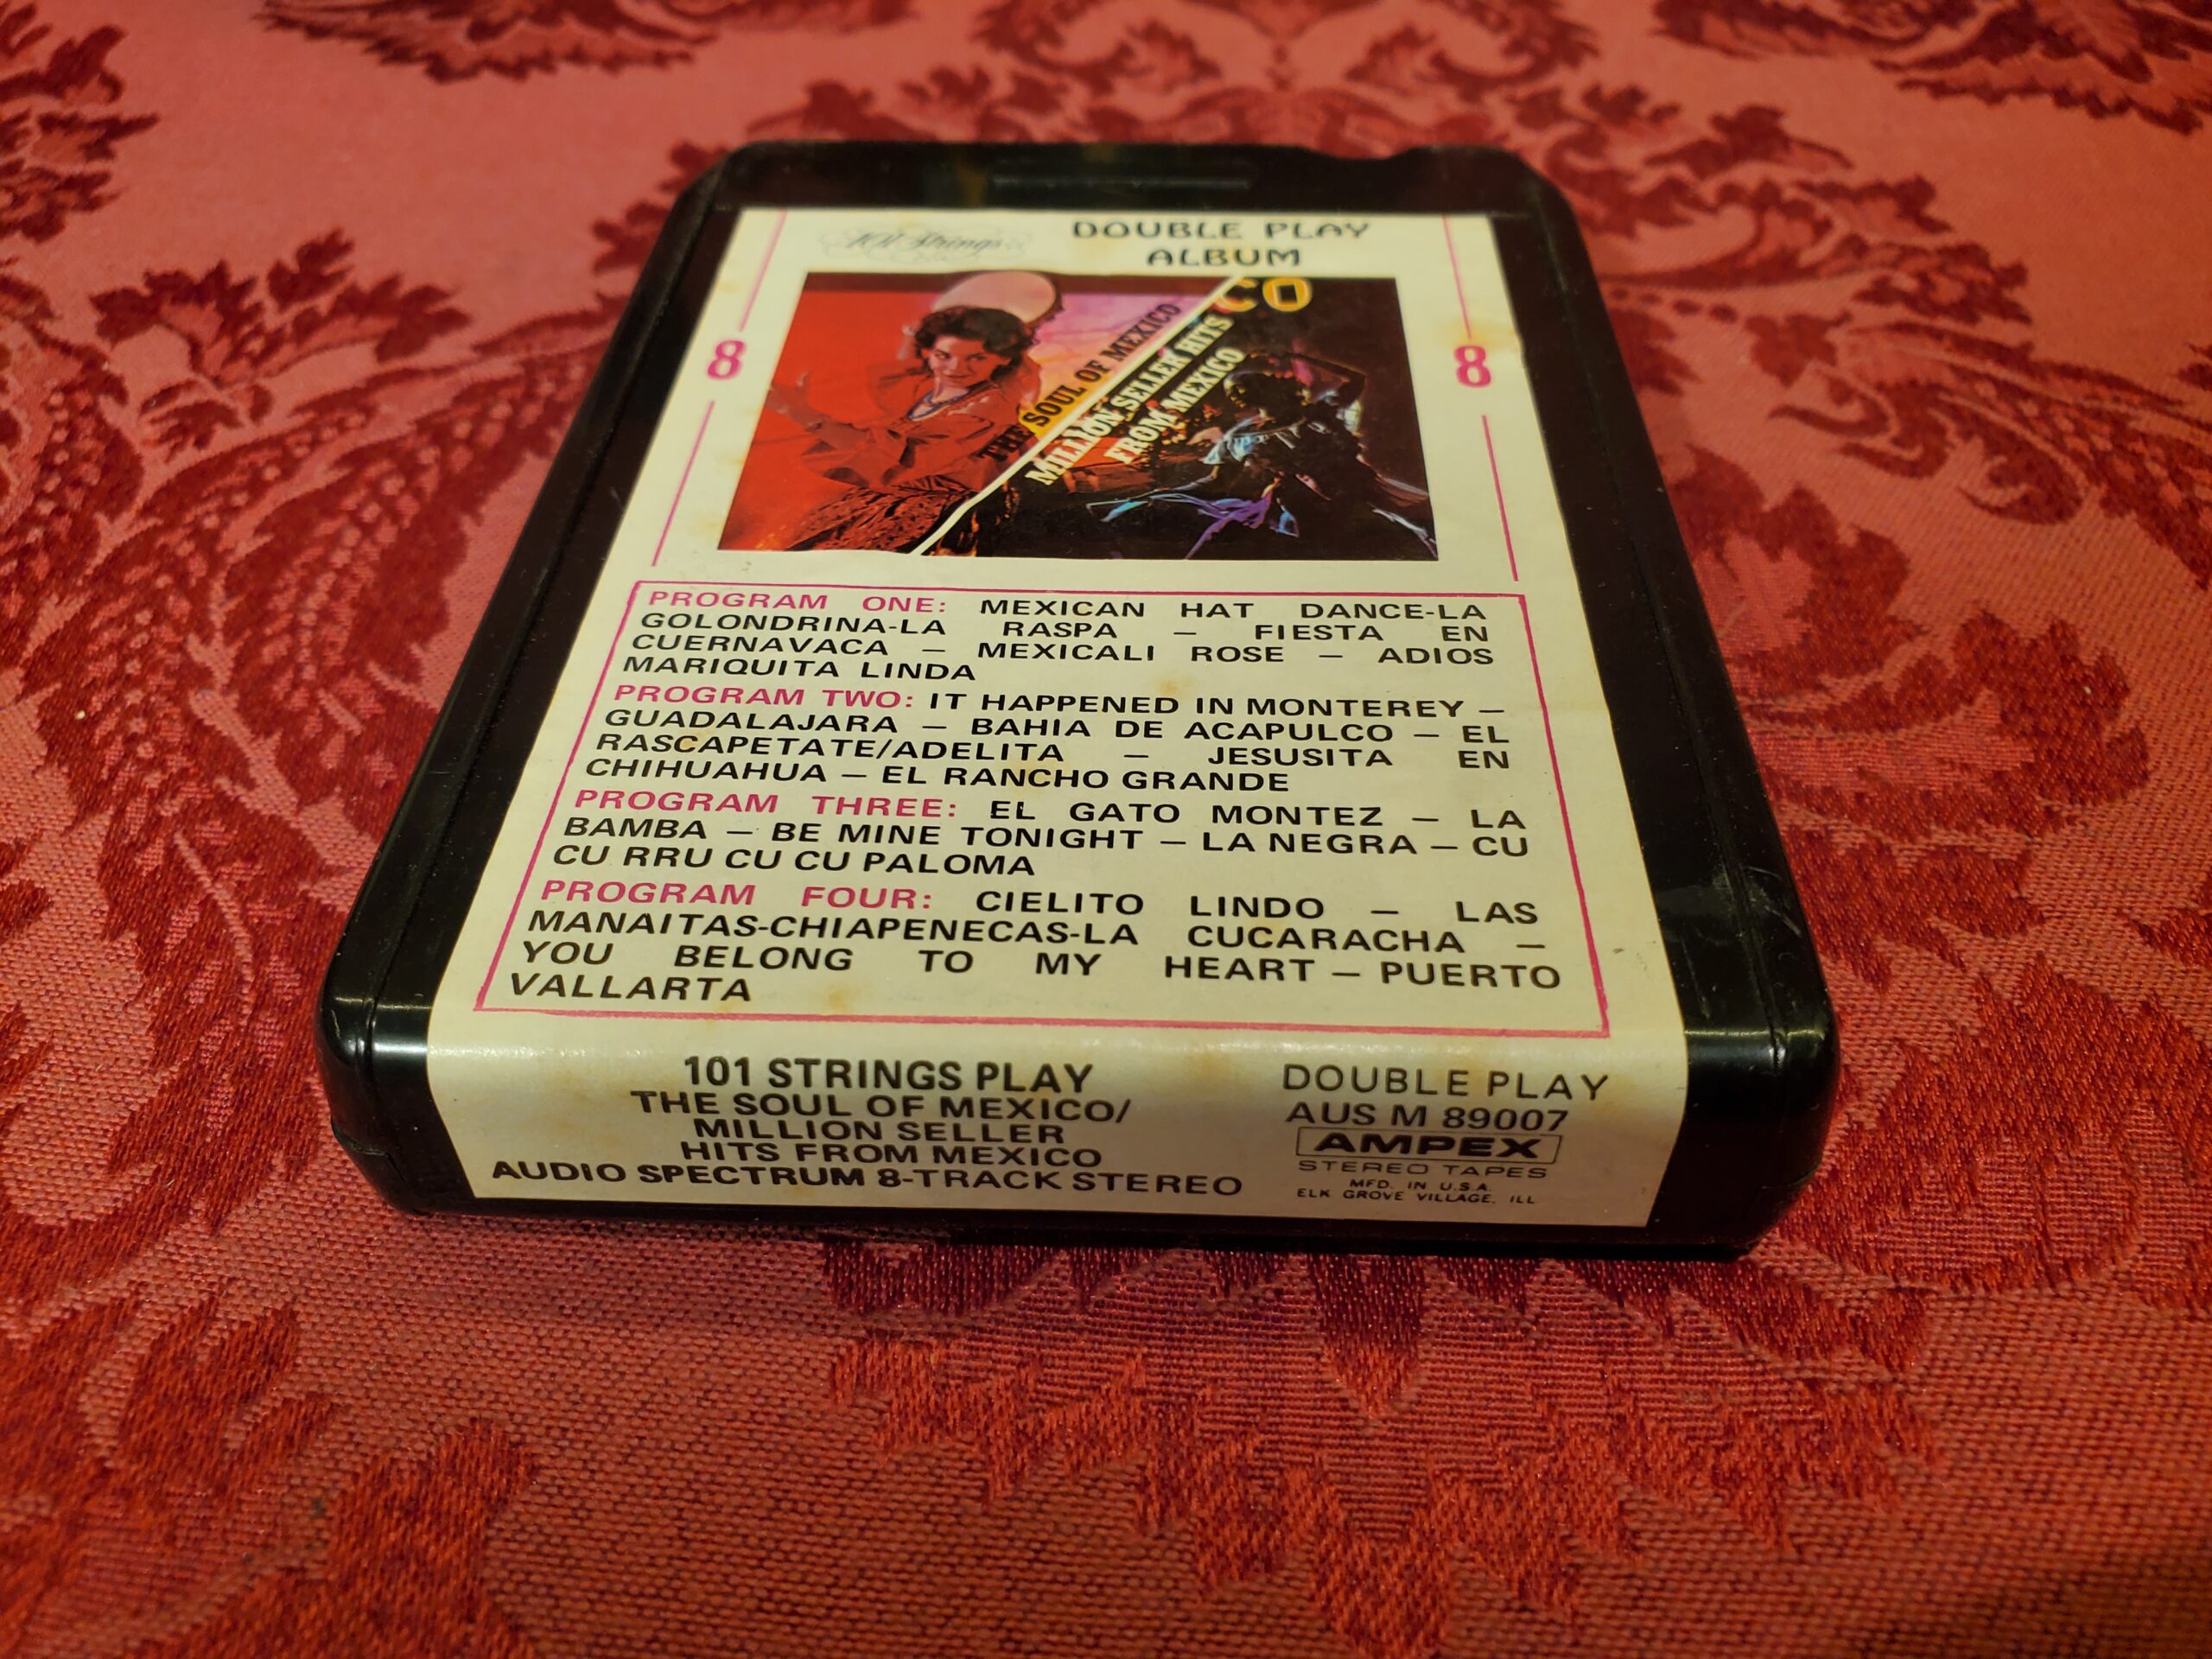 101 Strings
DOUBLE PLAY
ALBUM
8
8
THE SOUL OF MEXICO
MILLION SELLER HITS
FROM MEXICO
CO
PROGRAM ONE: MEXICAN HAT DANCE-LA
GOLONDRINA-LA RASPA — FIESTA EN
CUERNAVACA — MEXICALI ROSE — ADIOS
MARIQUITA LINDA
PROGRAM TWO: IT HAPPENED IN MONTEREY —
GUADALAJARA — BAHIA DE ACAPULCO — EL
RASCAPETATE/ADELITA — JESUSITA EN
CHIHUAHUA — EL RANCHO GRANDE
PROGRAM THREE: EL GATO MONTEZ — LA
BAMBA — BE MINE TONIGHT — LA NEGRA — CU
CU RRU CU CU PALOMA
PROGRAM FOUR: CIELITO LINDO — LAS
MANAITAS-CHIAPENECAS-LA CUCARACHA —
YOU BELONG TO MY HEART — PUERTO
VALLARTA
101 STRINGS PLAY
THE SOUL OF MEXICO/
MILLION SELLER
HITS FROM MEXICO
AUDIO SPECTRUM 8-TRACK STEREO
DOUBLE PLAY
AUS M 89007
AMPEX
STEREO TAPES
MFD. IN U.S.A.
ELK GROVE VILLAGE, ILL